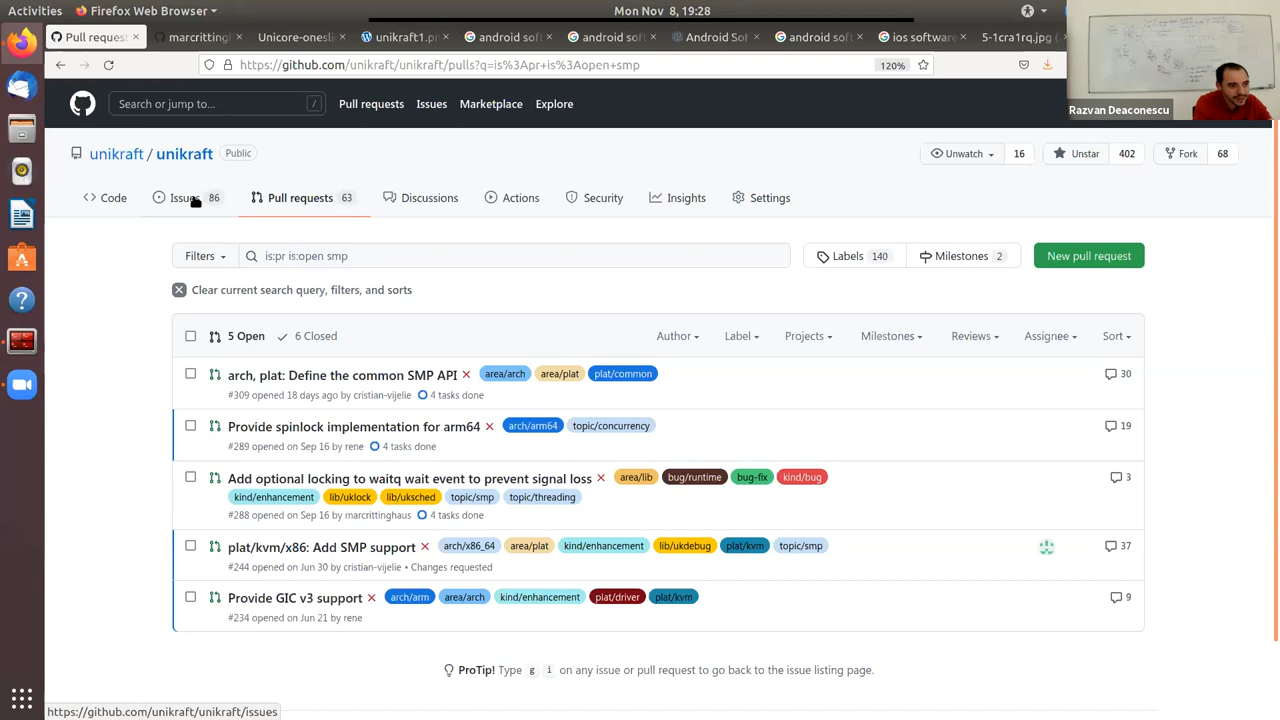 Activities Firefox Web Browser Mon Nov 8, 19:28
Pull reques marcrittingh Unicore-onesli WordPress unikraft1.p android sof android sof Android Sof android sof ios software 5-1cra1rq.jpg (
https://github.com/unikraft/unikraft/pulls?q=is%3Apr+is%3Aopen+smp 120%
Razvan Deaconescu
Search or jump to... / Pull requests Issues Marketplace Explore
unikraft / unikraft Public Unwatch 16 Unstar 402 Fork 68
Code Issues 86 Pull requests 63 Discussions Actions Security Insights Settings
Filters is:pr is:open smp Labels 140 Milestones 2 New pull request
Clear current search query, filters, and sorts
5 Open 6 Closed Author Label Projects Milestones Reviews Assignee Sort
arch, plat: Define the common SMP API area/arch area/plat plat/common 30
#309 opened 18 days ago by cristian-vijelie 4 tasks done
Provide spinlock implementation for arm64 arch/arm64 topic/concurrency 19
#289 opened on Sep 16 by rene 4 tasks done
Add optional locking to waitq wait event to prevent signal loss area/lib bug/runtime bug-fix kind/bug 3
kind/enhancement lib/uklock lib/uksched topic/smp topic/threading
#288 opened on Sep 16 by marcrittinghaus 4 tasks done
plat/kvm/x86: Add SMP support arch/x86_64 area/plat kind/enhancement lib/ukdebug plat/kvm topic/smp 37
#244 opened on Jun 30 by cristian-vijelie • Changes requested
Provide GIC v3 support arch/arm area/arch kind/enhancement plat/driver plat/kvm 9
#234 opened on Jun 21 by rene
ProTip! Type g i on any issue or pull request to go back to the issue listing page.
https://github.com/unikraft/unikraft/issues